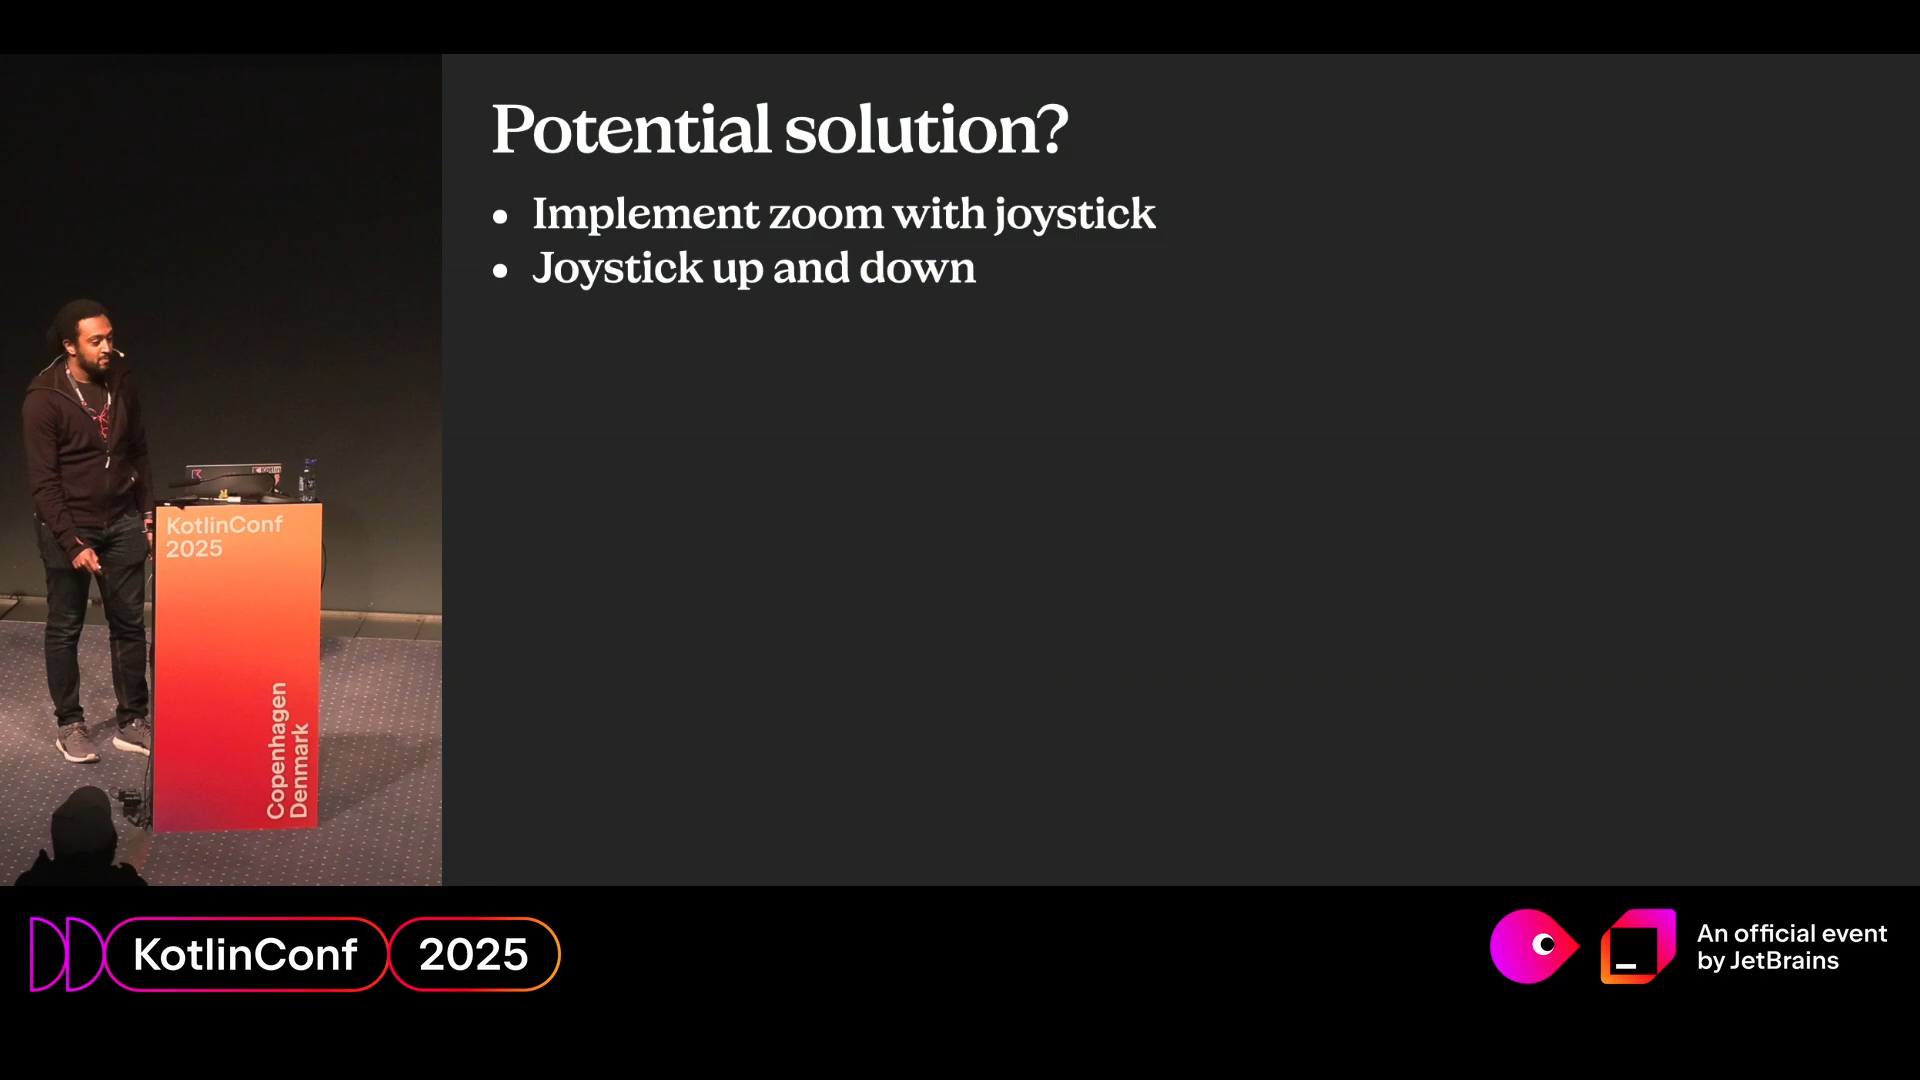 Potential solution?
• Implement zoom with joystick
• Joystick up and down
Kotlin
KotlinConf
2025
Copenhagen
Denmark
KotlinConf 2025
An official event
by JetBrains